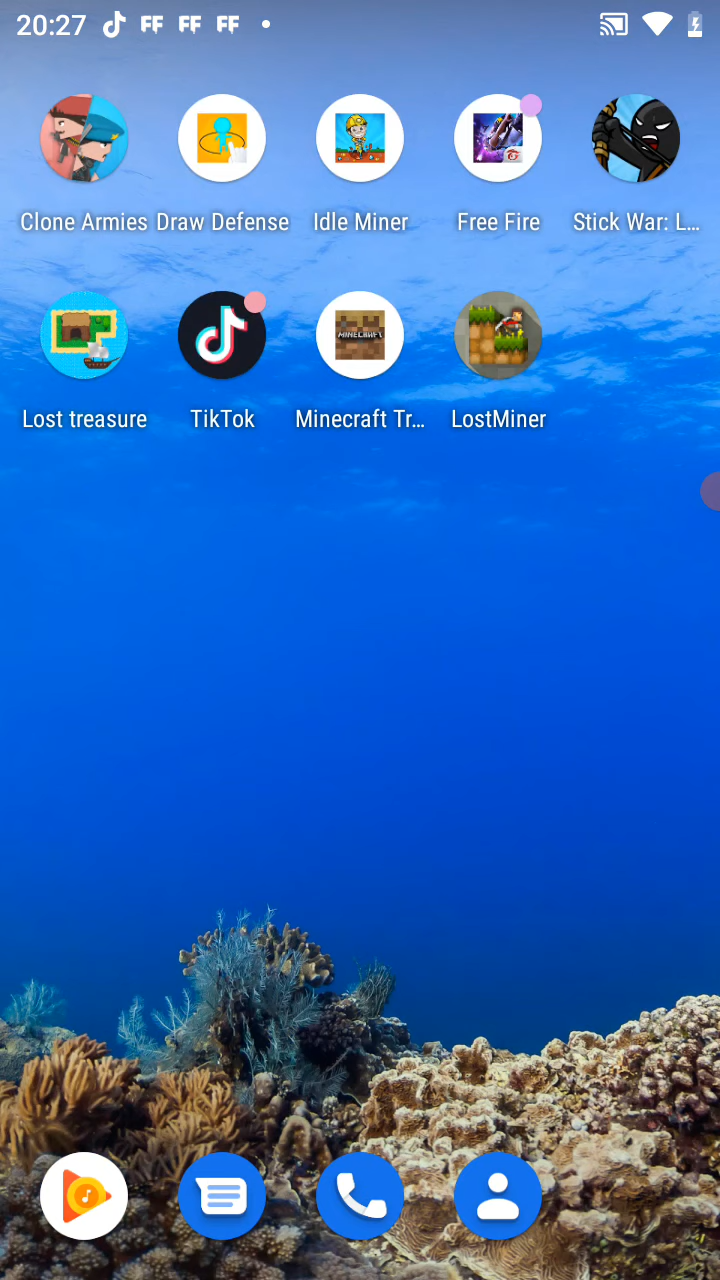 20:27 FF FF FF
Clone Armies Draw Defense Idle Miner Free Fire Stick War: L...
MINECRAFT
Lost treasure TikTok Minecraft Tr... LostMiner